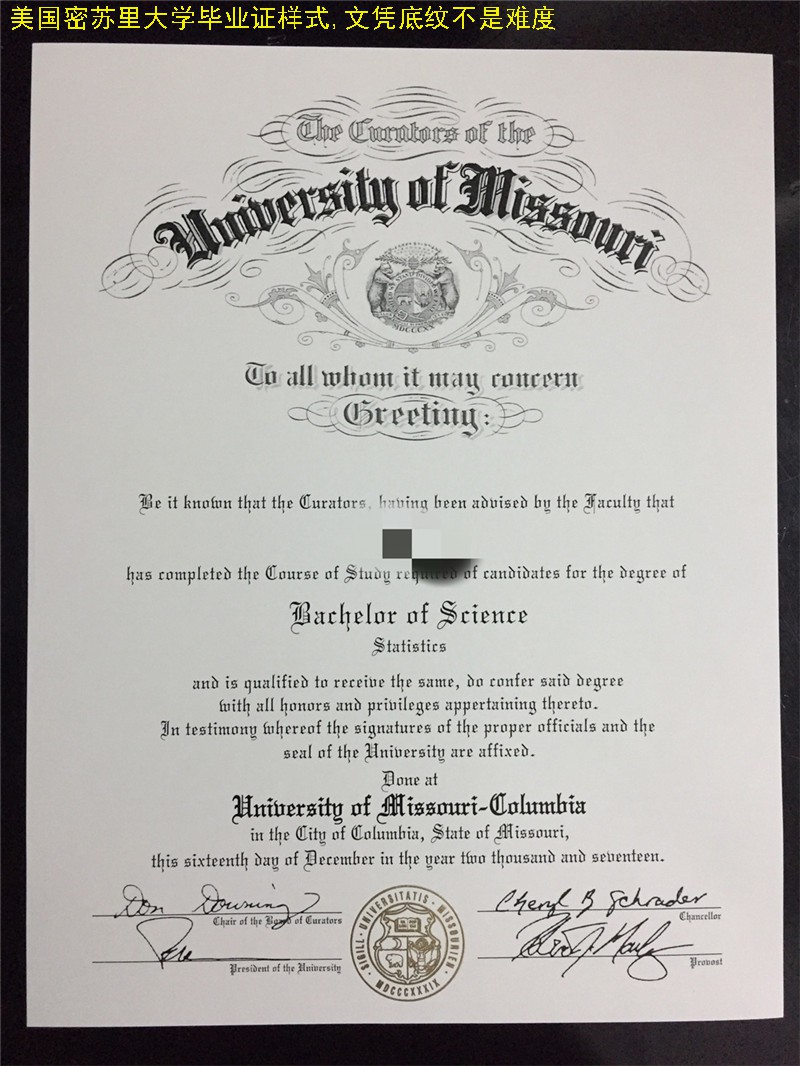 美国密苏里大学毕业证样式,文凭底纹不是难度
The Curators of the
University of Missouri
MDCCCXX
To all whom it may concern
Greeting:
Be it known that the Curators, having been advised by the Faculty that
has completed the Course of Study required of candidates for the degree of
Bachelor of Science
Statistics
and is qualified to receive the same, do confer said degree
with all honors and privileges appertaining thereto.
In testimony whereof the signatures of the proper officials and the
seal of the University are affixed.
Done at
University of Missouri-Columbia
in the City of Columbia, State of Missouri,
this sixteenth day of December in the year two thousand and seventeen.
Don Downing
Chair of the Board of Curators
Cheryl B Schrader
Chancellor
President of the University
Provost
SIGILL · UNIVERSITATIS · MISSOURIEN ·
MDCCCXXXIX